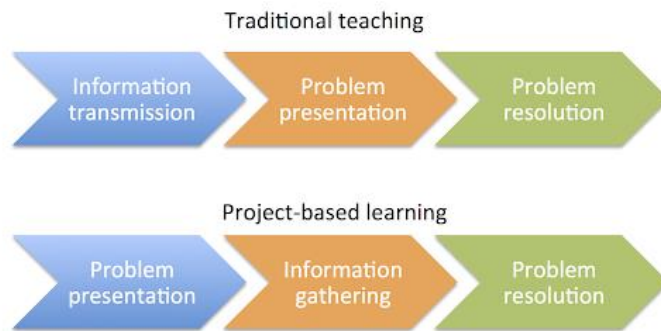 Traditional teaching
Information
transmission
Problem
presentation
Problem
resolution
Project-based learning
Problem
presentation
Information
gathering
Problem
resolution